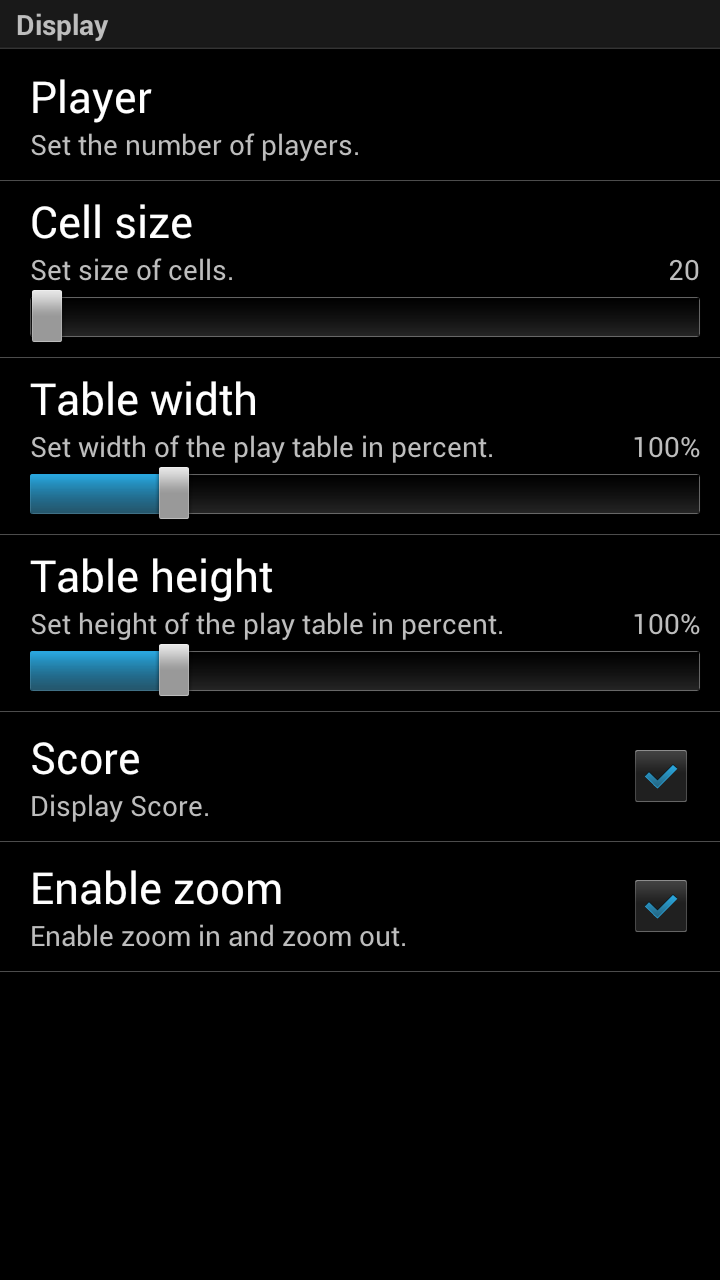 Display
Player
Set the number of players.
Cell size
Set size of cells. 20
Table width
Set width of the play table in percent. 100%
Table height
Set height of the play table in percent. 100%
Score
Display Score.
Enable zoom
Enable zoom in and zoom out.